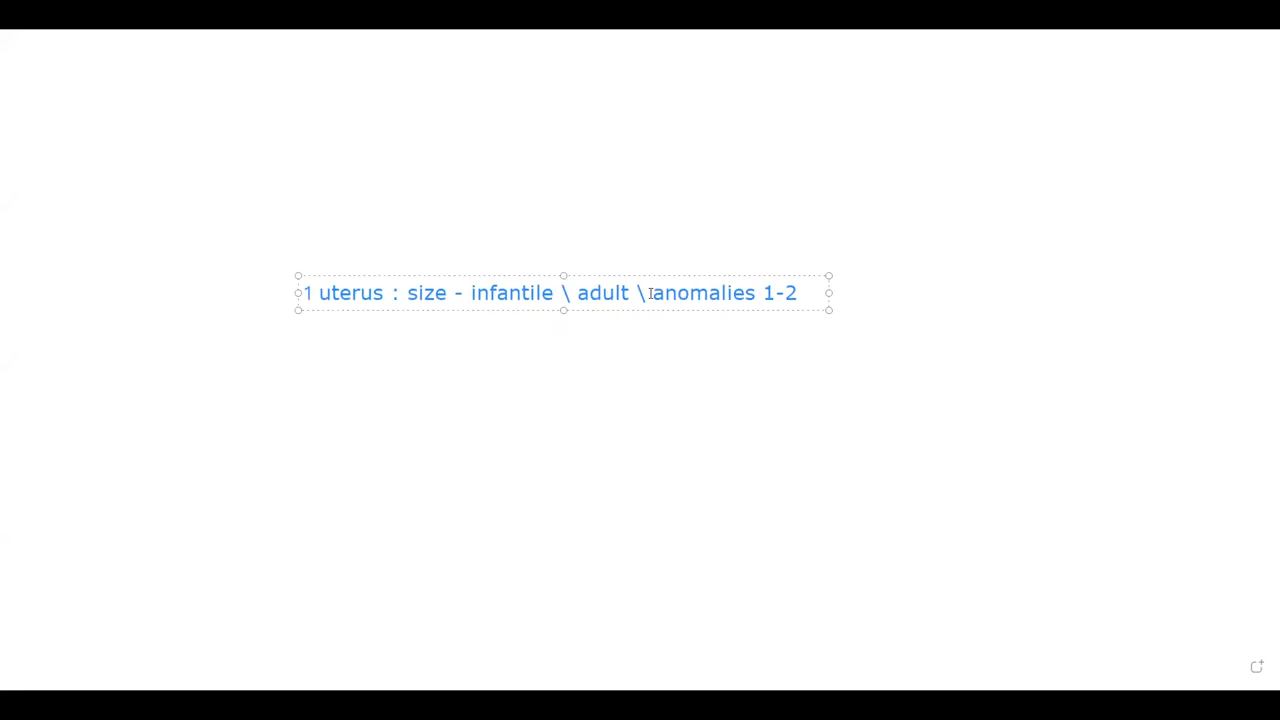 1 uterus : size - infantile \ adult \ anomalies 1-2